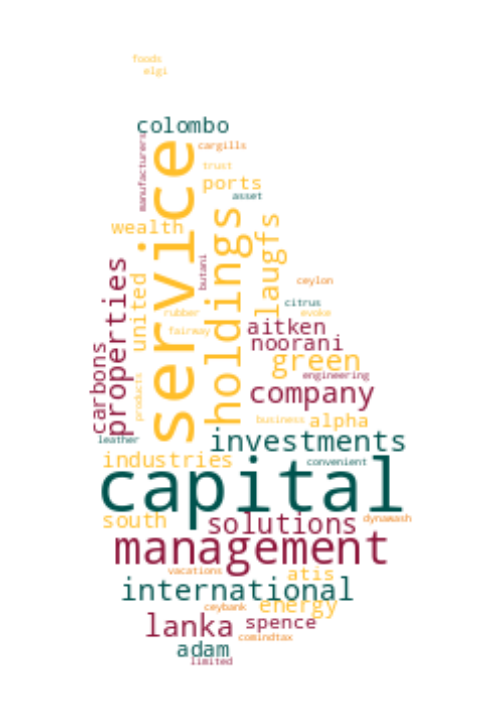 foods
elgi
colombo
manufacturers
service
cargills
trust
ports
asset
wealth
holdings
laugfs
properties
united
butani
ceylon
citrus
rubber
evoke
fairway
aitken
noorani
carbons
green
engineering
products
company
business
alpha
leather
investments
industries
convenient
capital
south
solutions
dynawash
management
vacations
atis
international
ceybank
energy
lanka
spence
comindtax
adam
limited